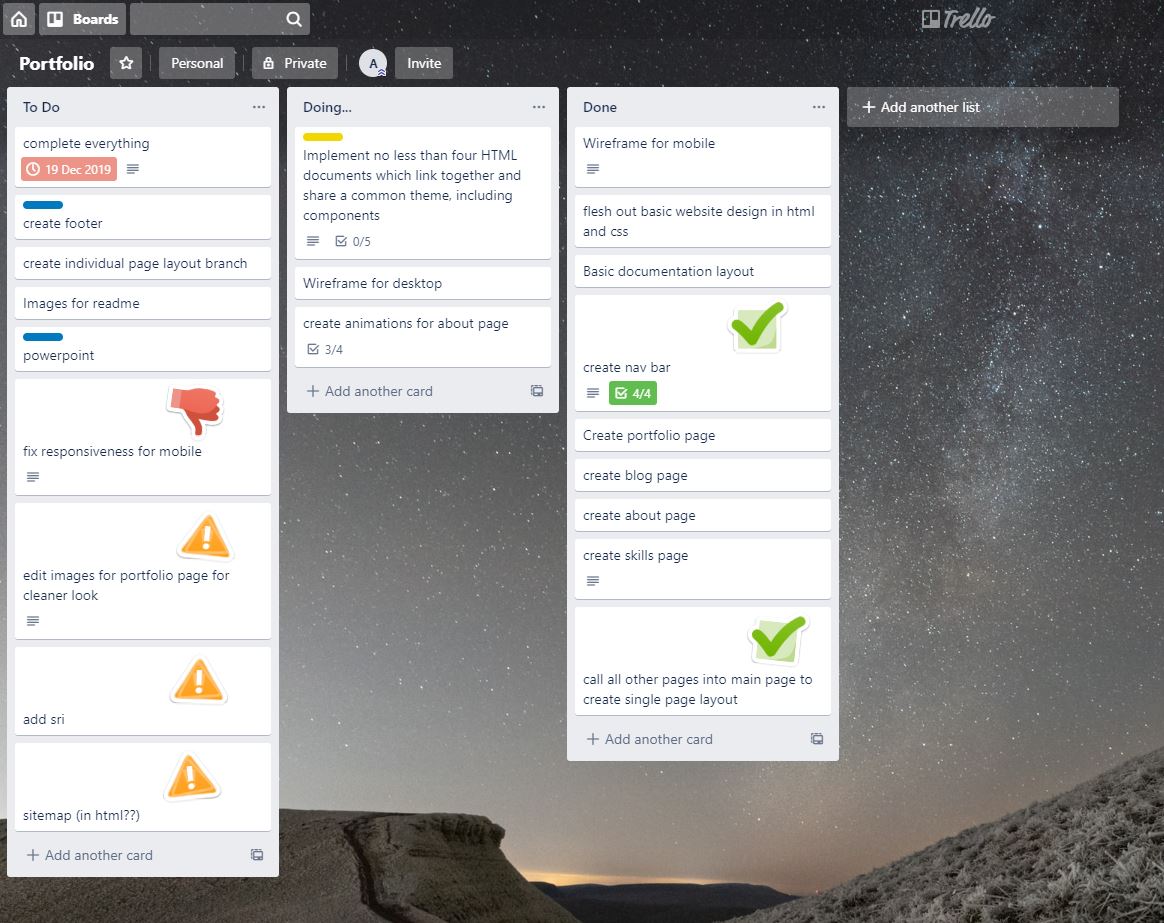 Boards
Trello
Portfolio
Personal
Private
A
Invite
To Do
complete everything
19 Dec 2019
create footer
create individual page layout branch
Images for readme
powerpoint
fix responsiveness for mobile
edit images for portfolio page for
cleaner look
add sri
sitemap (in html??)
+ Add another card
Doing...
Implement no less than four HTML
documents which link together and
share a common theme, including
components
0/5
Wireframe for desktop
create animations for about page
3/4
+ Add another card
Done
Wireframe for mobile
flesh out basic website design in html
and css
Basic documentation layout
create nav bar
4/4
Create portfolio page
create blog page
create about page
create skills page
call all other pages into main page to
create single page layout
+ Add another card
+ Add another list